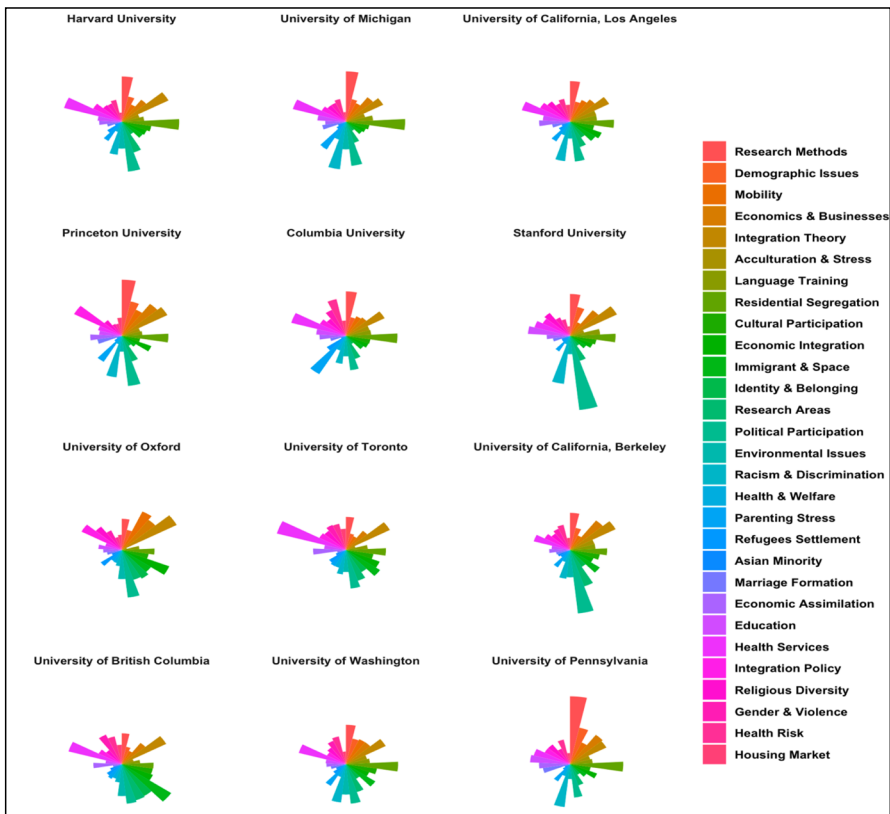 Harvard University
University of Michigan
University of California, Los Angeles
Princeton University
Columbia University
Stanford University
University of Oxford
University of Toronto
University of California, Berkeley
University of British Columbia
University of Washington
University of Pennsylvania
Research Methods
Demographic Issues
Mobility
Economics & Businesses
Integration Theory
Acculturation & Stress
Language Training
Residential Segregation
Cultural Participation
Economic Integration
Immigrant & Space
Identity & Belonging
Research Areas
Political Participation
Environmental Issues
Racism & Discrimination
Health & Welfare
Parenting Stress
Refugees Settlement
Asian Minority
Marriage Formation
Economic Assimilation
Education
Health Services
Integration Policy
Religious Diversity
Gender & Violence
Health Risk
Housing Market